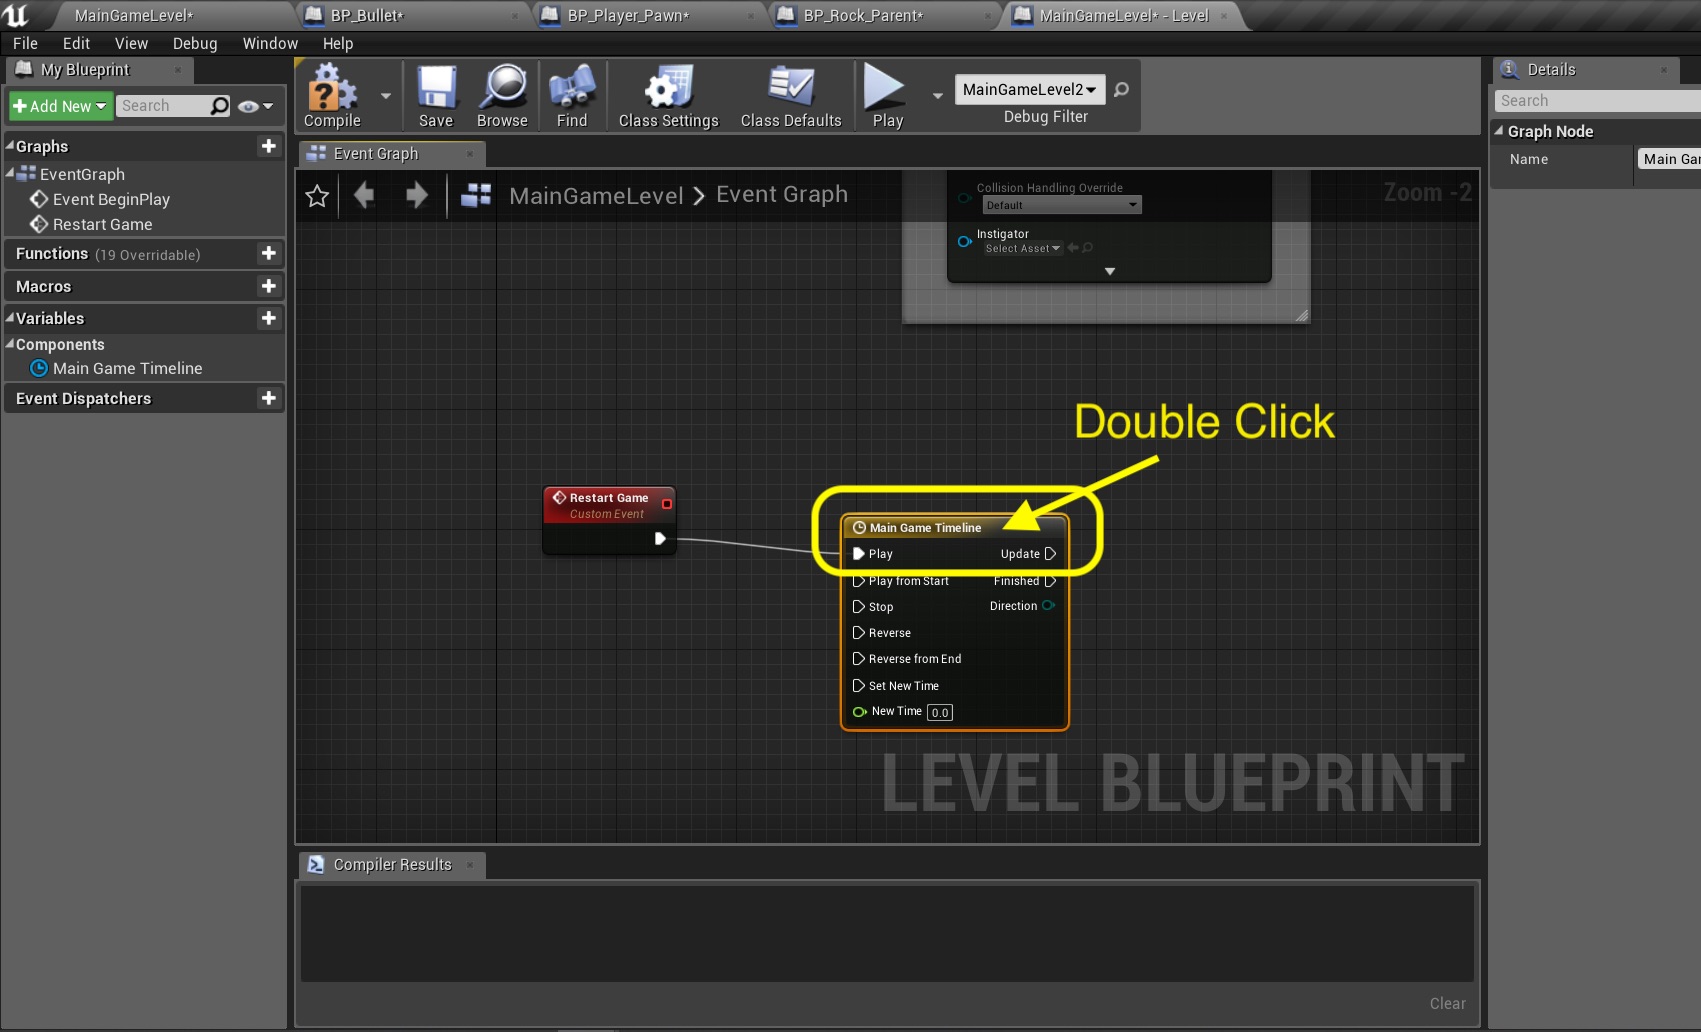 MainGameLevel*
BP_Bullet*
BP_Player_Pawn*
BP_Rock_Parent*
MainGameLevel* - Level
File Edit View Debug Window Help
My Blueprint
Add New
Search
Graphs
EventGraph
Event BeginPlay
Restart Game
Functions (19 Overridable)
Macros
Variables
Components
Main Game Timeline
Event Dispatchers
Compile
Save
Browse
Find
Class Settings
Class Defaults
Play
MainGameLevel2
Debug Filter
Event Graph
MainGameLevel > Event Graph
Zoom -2
Collision Handling Override
Default
Instigator
Select Asset
Double Click
Restart Game
Custom Event
Main Game Timeline
Play Update
Play from Start Finished
Stop Direction
Reverse
Reverse from End
Set New Time
New Time 0.0
LEVEL BLUEPRINT
Compiler Results
Clear
Details
Search
Graph Node
Name Main Gar